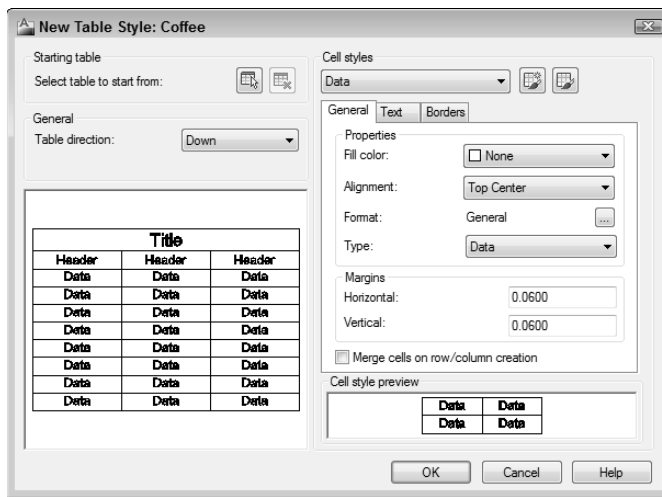 New Table Style: Coffee
Starting table
Select table to start from:
General
Table direction: Down
Title
Header Header Header
Data Data Data
Data Data Data
Data Data Data
Data Data Data
Data Data Data
Data Data Data
Data Data Data
Data Data Data
Cell styles
Data
General Text Borders
Properties
Fill color: None
Alignment: Top Center
Format: General ...
Type: Data
Margins
Horizontal: 0.0600
Vertical: 0.0600
Merge cells on row/column creation
Cell style preview
Data Data
Data Data
OK Cancel Help